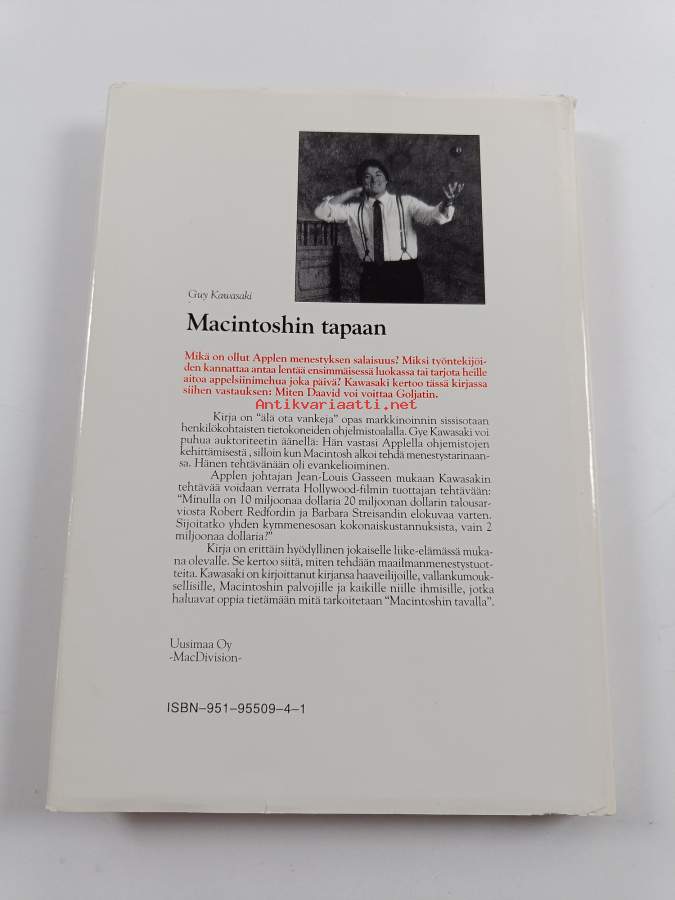 Guy Kawasaki
Macintoshin tapaan
Mikä on ollut Applen menestyksen salaisuus? Miksi työntekijöi-
den kannattaa antaa lentää ensimmäisessä luokassa tai tarjota heille
aitoa appelsiinimehua joka päivä? Kawasaki kertoo tässä kirjassa
siihen vastauksen: Miten Daavid voi voittaa Goljatin.
Antikvariaatti.net
Kirja on "älä ota vankeja" opas markkinoinnin sissisotaan
henkilökohtaisten tietokoneiden ohjelmistoalalla. Gye Kawasaki voi
puhua auktoriteetin äänellä: Hän vastasi Applella ohjemistojen
kehittämisestä , silloin kun Macintosh alkoi tehdä menestystarinaan-
sa. Hänen tehtävänään oli evankelioiminen.
Applen johtajan Jean-Louis Gasseen mukaan Kawasakin
tehtävää voidaan verrata Hollywood-filmin tuottajan tehtävään:
"Minulla on 10 miljoonaa dollaria 20 miljoonan dollarin talousar-
viosta Robert Redfordin ja Barbara Streisandin elokuvaa varten.
Sijoitatko yhden kymmenesosan kokonaiskustannuksista, vain 2
miljoonaa dollaria?"
Kirja on erittäin hyödyllinen jokaiselle liike-elämässä muka-
na olevalle. Se kertoo siitä, miten tehdään maailmanmenestystuot-
teita. Kawasaki on kirjoittanut kirjansa haaveilijoille, vallankumouk-
sellisille, Macintoshin palvojille ja kaikille niille ihmisille, jotka
haluavat oppia tietämään mitä tarkoitetaan "Macintoshin tavalla".
Uusimaa Oy
-MacDivision-
ISBN-951-95509-4-1